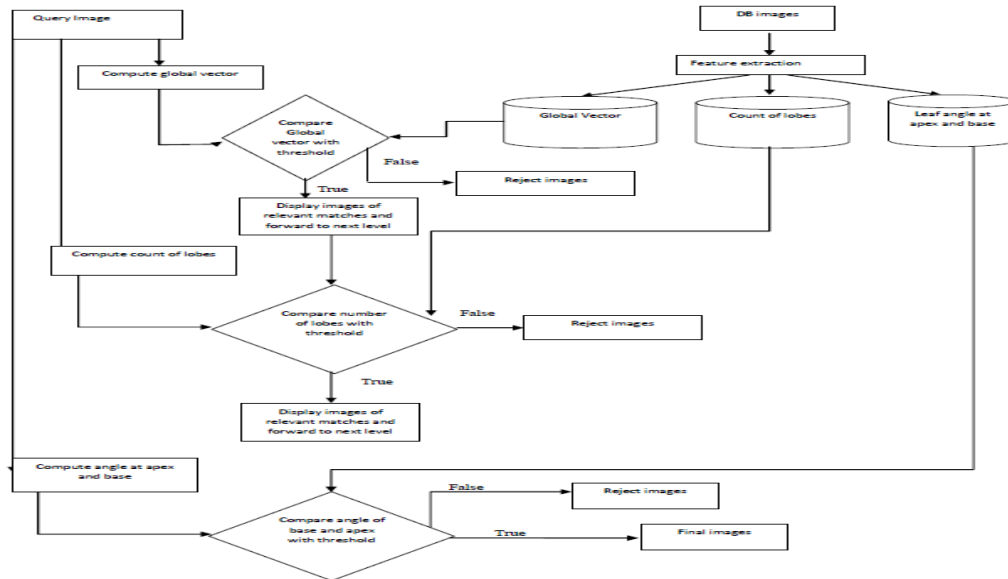 Query Image
DB images
Compute global vector
Feature extraction
Compare
Global
vector with
threshold
Global Vector
Count of lobes
Leaf angle at
apex and base
False
Reject images
True
Display images of
relevant matches and
forward to next level
Compute count of lobes
Compare number
of lobes with
threshold
False
Reject images
True
Display images of
relevant matches and
forward to next level
Compute angle at apex
and base
False
Reject images
Compare angle of
base and apex
with threshold
True
Final images